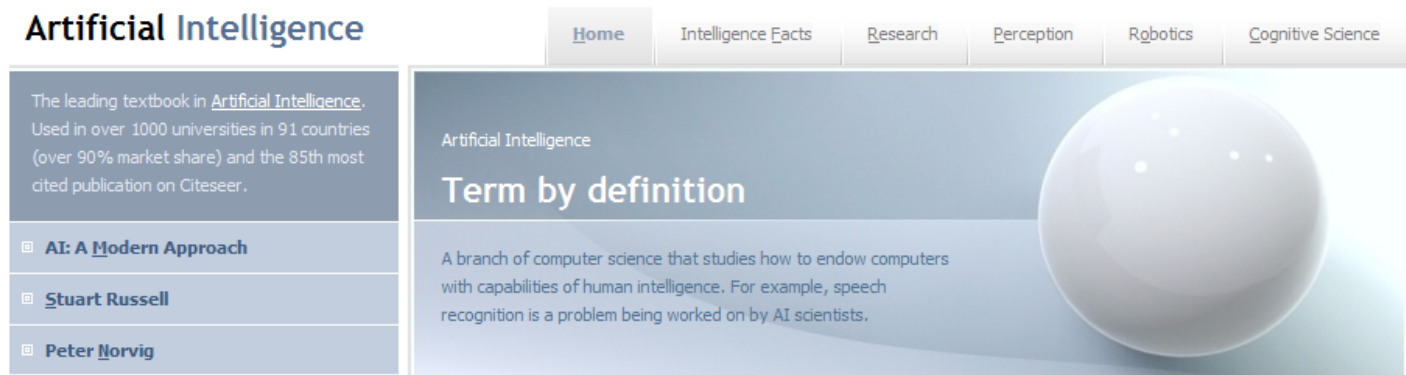 Artificial Intelligence
Home Intelligence Facts Research Perception Robotics Cognitive Science
The leading textbook in Artificial Intelligence.
Used in over 1000 universities in 91 countries
(over 90% market share) and the 85th most
cited publication on Citeseer.
AI: A Modern Approach
Stuart Russell
Peter Norvig
Artificial Intelligence
Term by definition
A branch of computer science that studies how to endow computers
with capabilities of human intelligence. For example, speech
recognition is a problem being worked on by AI scientists.